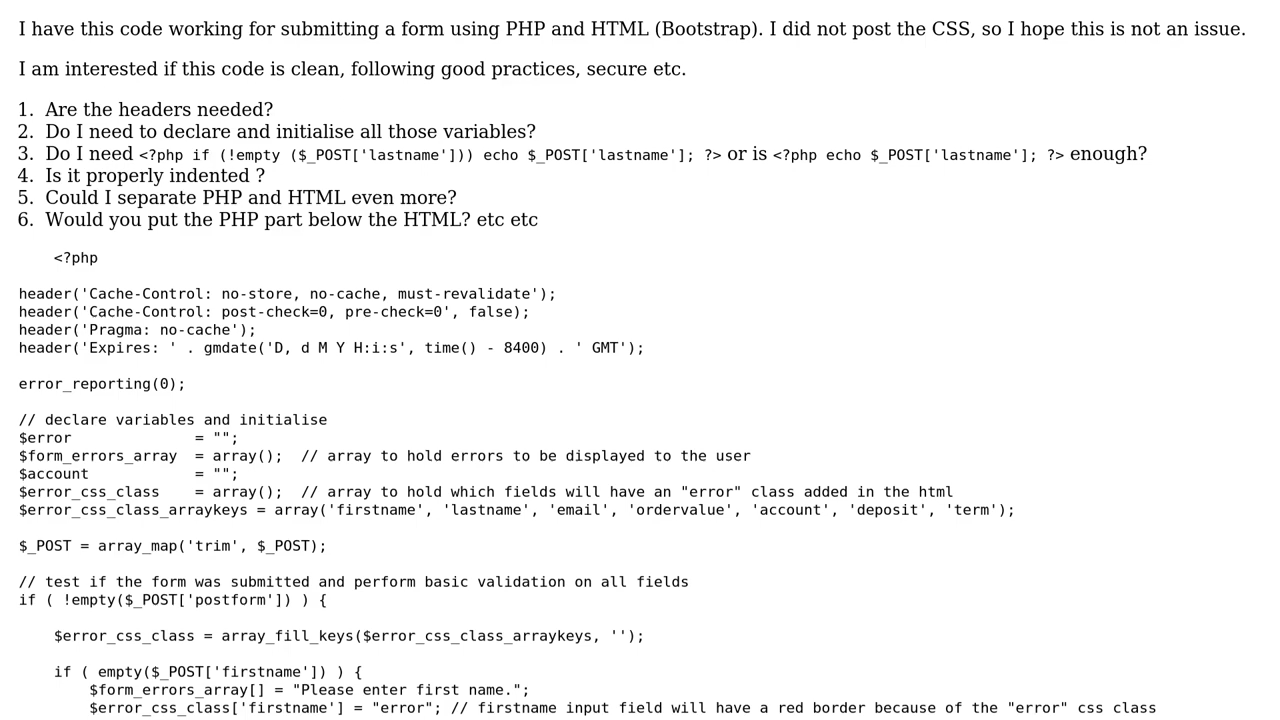 I have this code working for submitting a form using PHP and HTML (Bootstrap). I did not post the CSS, so I hope this is not an issue.
I am interested if this code is clean, following good practices, secure etc.
1. Are the headers needed?
2. Do I need to declare and initialise all those variables?
3. Do I need <?php if (!empty ($_POST['lastname'])) echo $_POST['lastname']; ?> or is <?php echo $_POST['lastname']; ?> enough?
4. Is it properly indented ?
5. Could I separate PHP and HTML even more?
6. Would you put the PHP part below the HTML? etc etc
    <?php
header('Cache-Control: no-store, no-cache, must-revalidate');
header('Cache-Control: post-check=0, pre-check=0', false);
header('Pragma: no-cache');
header('Expires: ' . gmdate('D, d M Y H:i:s', time() - 8400) . ' GMT');
error_reporting(0);
// declare variables and initialise
$error              = "";
$form_errors_array  = array();  // array to hold errors to be displayed to the user
$account            = "";
$error_css_class    = array();  // array to hold which fields will have an "error" class added in the html
$error_css_class_arraykeys = array('firstname', 'lastname', 'email', 'ordervalue', 'account', 'deposit', 'term');
$_POST = array_map('trim', $_POST);
// test if the form was submitted and perform basic validation on all fields
if ( !empty($_POST['postform']) ) {
    $error_css_class = array_fill_keys($error_css_class_arraykeys, '');
    if ( empty($_POST['firstname']) ) {
        $form_errors_array[] = "Please enter first name.";
        $error_css_class['firstname'] = "error"; // firstname input field will have a red border because of the "error" css class